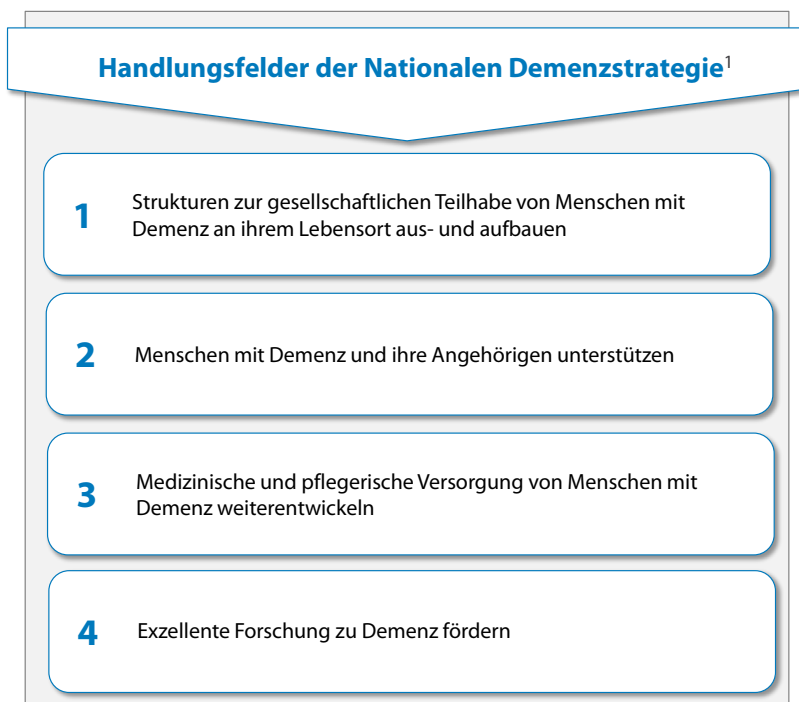 Handlungsfelder der Nationalen Demenzstrategie¹
1
Strukturen zur gesellschaftlichen Teilhabe von Menschen mit
Demenz an ihrem Lebensort aus- und aufbauen
2
Menschen mit Demenz und ihre Angehörigen unterstützen
3
Medizinische und pflegerische Versorgung von Menschen mit
Demenz weiterentwickeln
4
Exzellente Forschung zu Demenz fördern